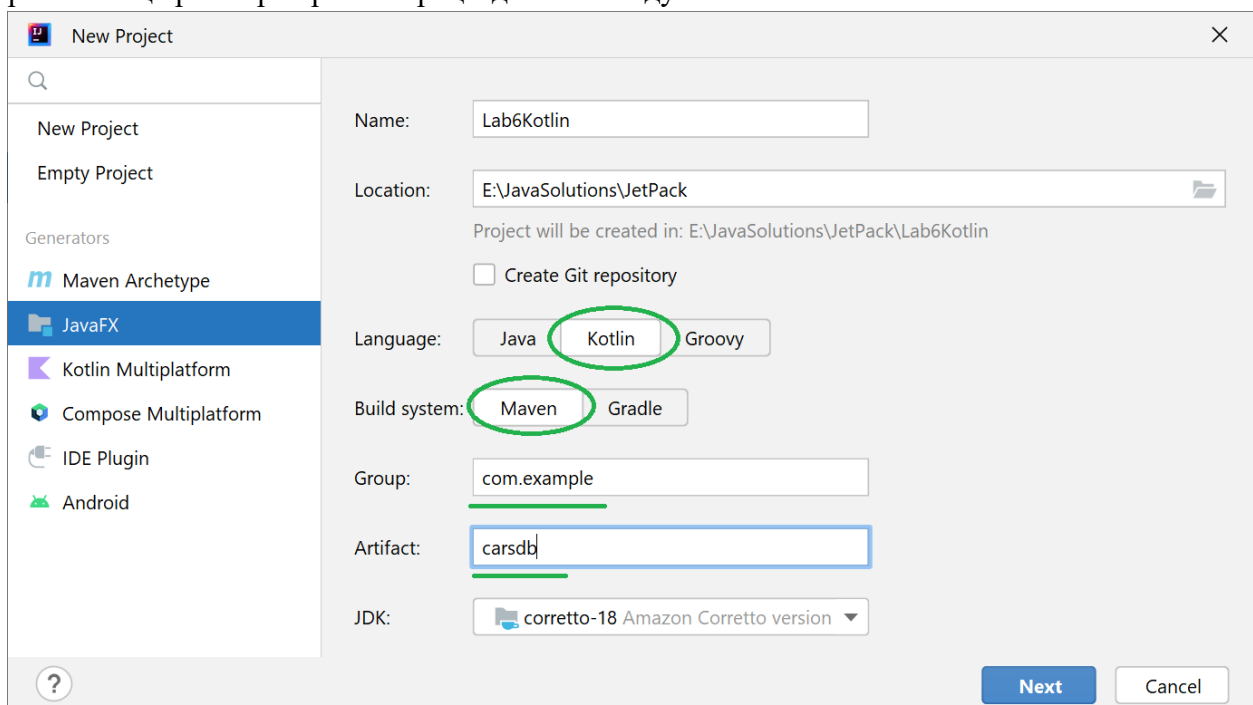 New Project
New Project
Empty Project
Generators
Maven Archetype
JavaFX
Kotlin Multiplatform
Compose Multiplatform
IDE Plugin
Android
Name: Lab6Kotlin
Location: E:\JavaSolutions\JetPack
Project will be created in: E:\JavaSolutions\JetPack\Lab6Kotlin
Create Git repository
Language: Java Kotlin Groovy
Build system: Maven Gradle
Group: com.example
Artifact: carsdb
JDK: corretto-18 Amazon Corretto version
? Next Cancel